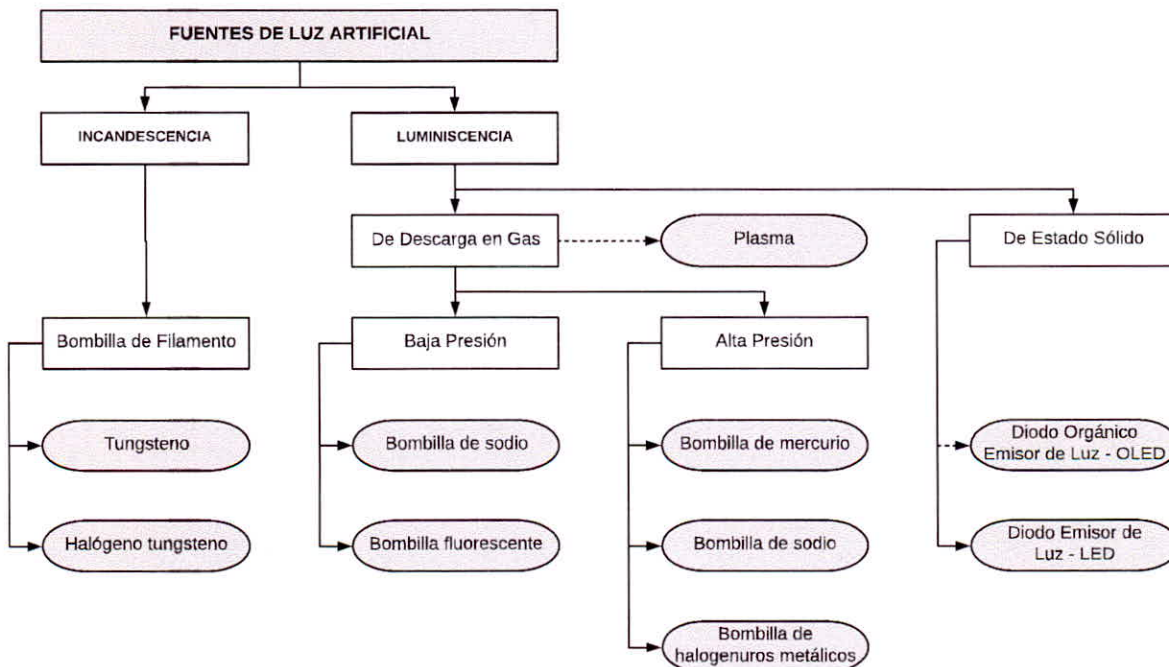 FUENTES DE LUZ ARTIFICIAL
INCANDESCENCIA
LUMINISCENCIA
De Descarga en Gas
Plasma
De Estado Sólido
Bombilla de Filamento
Baja Presión
Alta Presión
Tungsteno
Bombilla de sodio
Bombilla de mercurio
Diodo Orgánico
Emisor de Luz - OLED
Halógeno tungsteno
Bombilla fluorescente
Bombilla de sodio
Diodo Emisor de
Luz - LED
Bombilla de
halogenuros metálicos